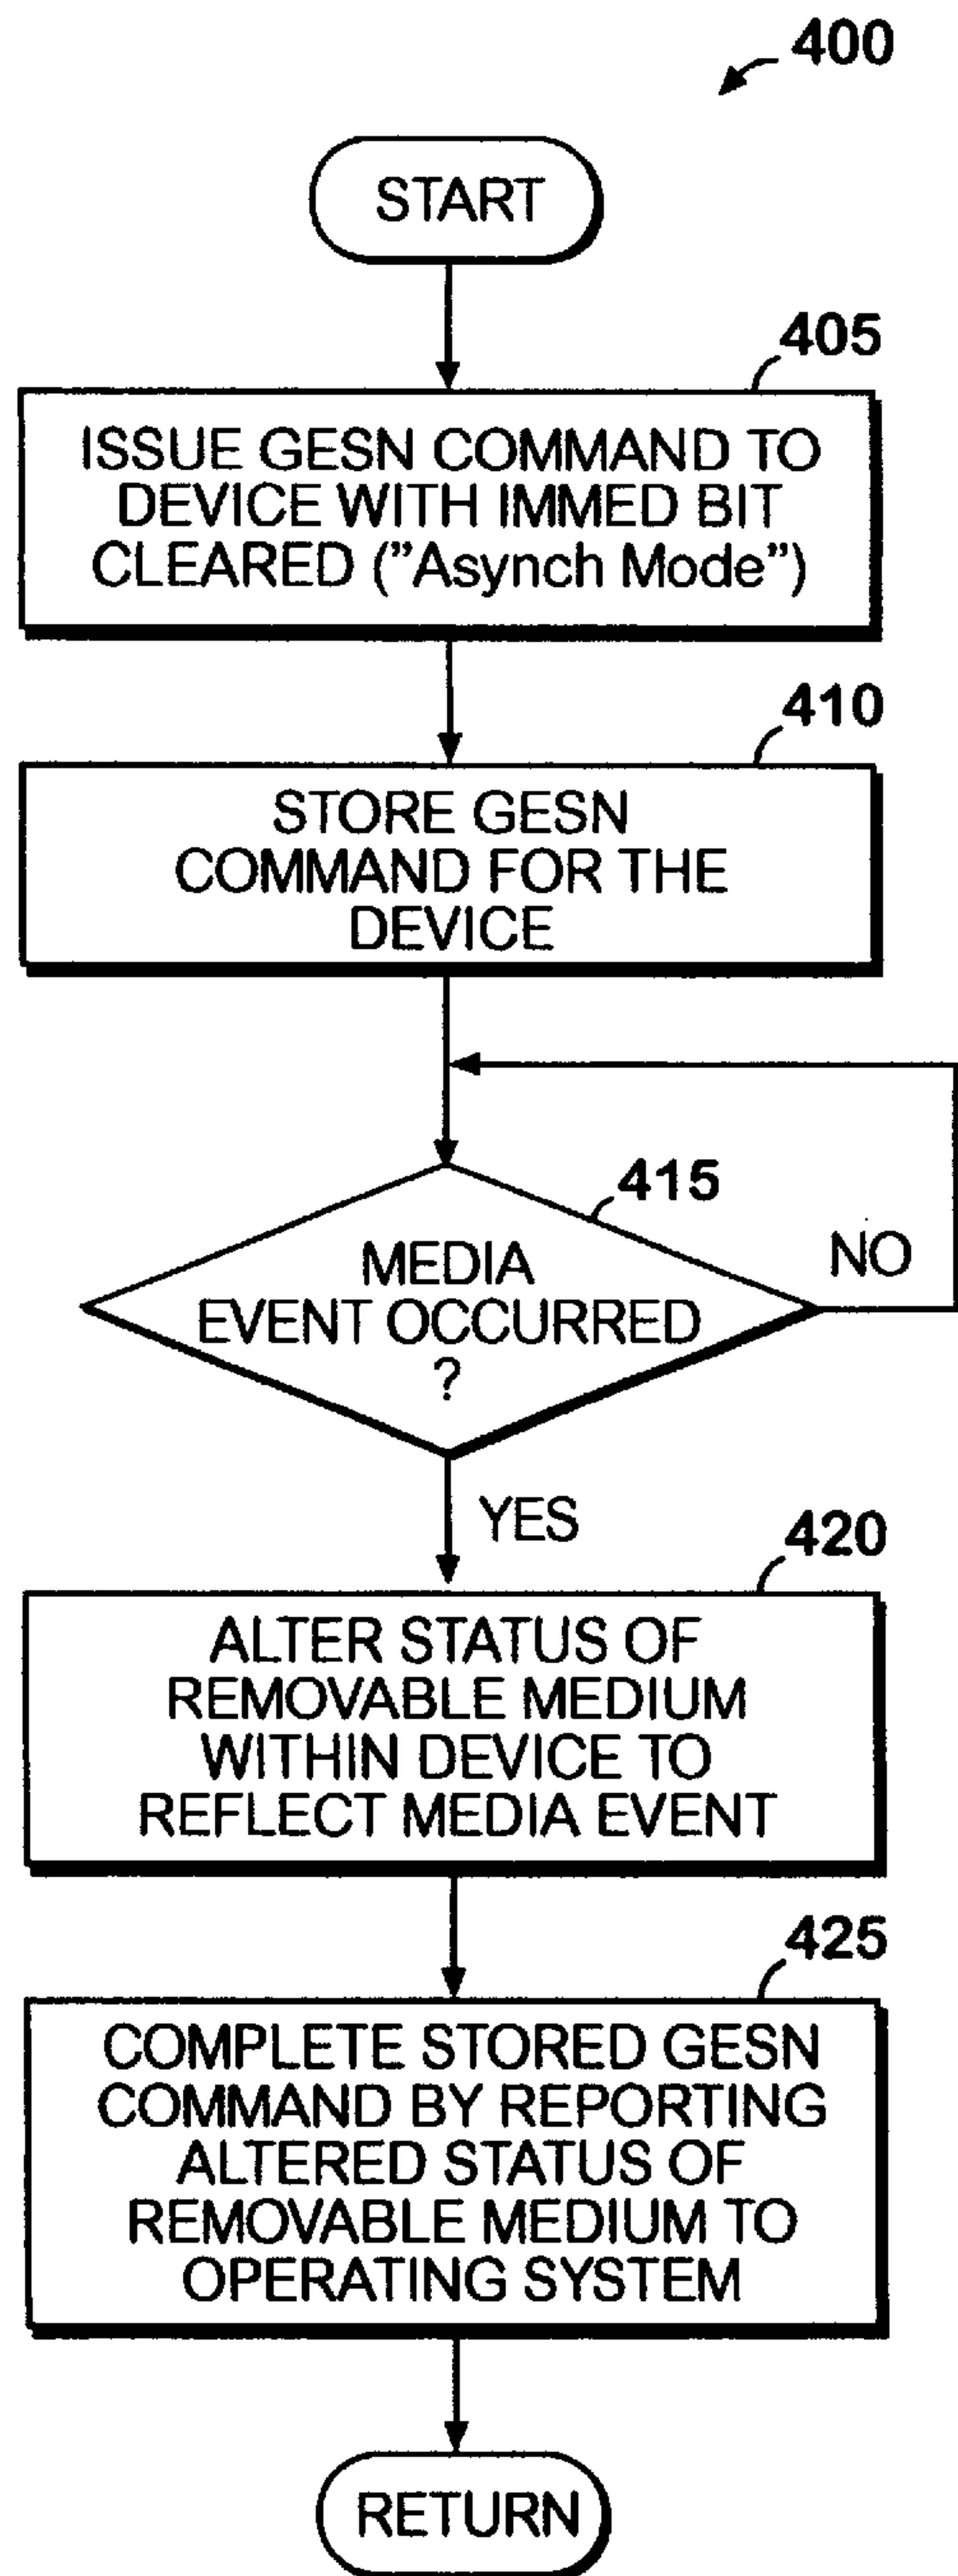 400
START
405
ISSUE GESN COMMAND TO
DEVICE WITH IMMED BIT
CLEARED ("Asynch Mode")
410
STORE GESN
COMMAND FOR THE
DEVICE
415
MEDIA
EVENT OCCURRED
?
NO
YES
420
ALTER STATUS OF
REMOVABLE MEDIUM
WITHIN DEVICE TO
REFLECT MEDIA EVENT
425
COMPLETE STORED GESN
COMMAND BY REPORTING
ALTERED STATUS OF
REMOVABLE MEDIUM TO
OPERATING SYSTEM
RETURN